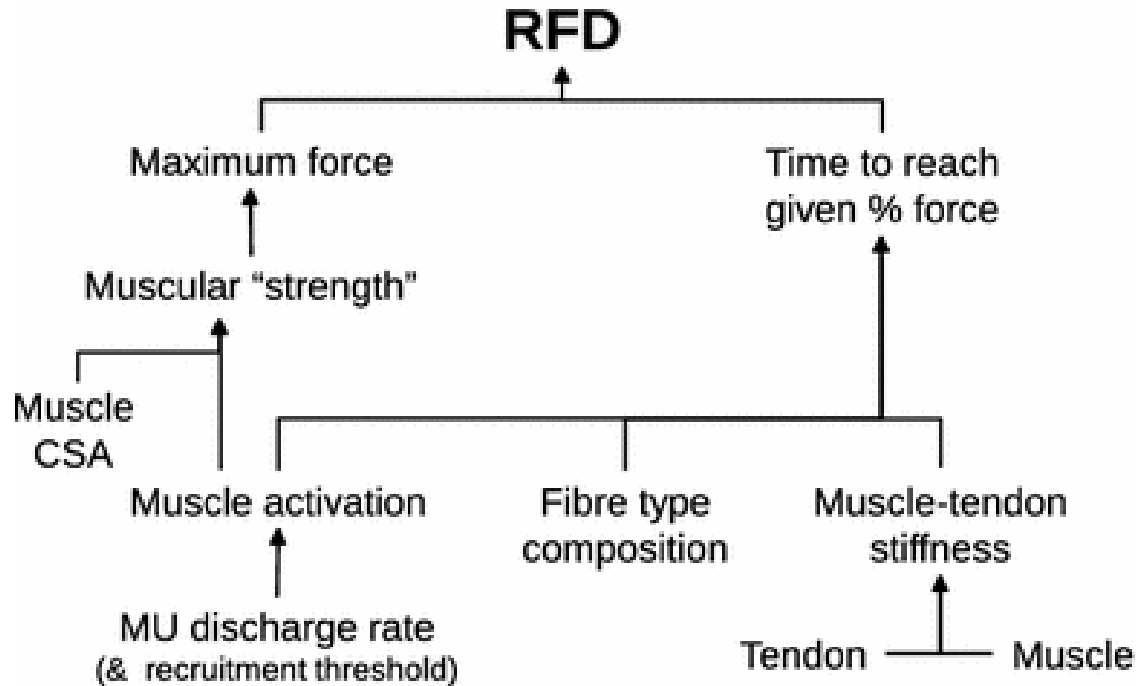 RFD
Maximum force
Time to reach
given % force
Muscular “strength”
Muscle
CSA
Muscle activation
Fibre type
composition
Muscle-tendon
stiffness
MU discharge rate
(& recruitment threshold)
Tendon
Muscle